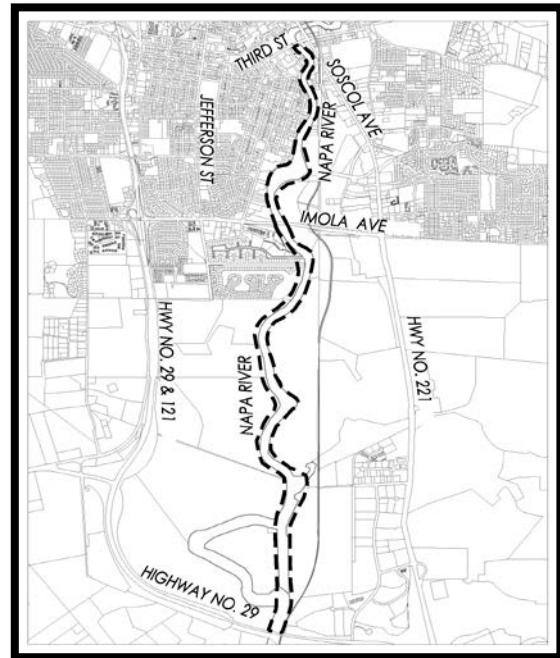 THIRD ST
SOSCOL AVE
JEFFERSON ST
NAPA RIVER
IMOLA AVE
HWY NO. 29 & 121
NAPA RIVER
HWY NO. 221
HIGHWAY NO. 29